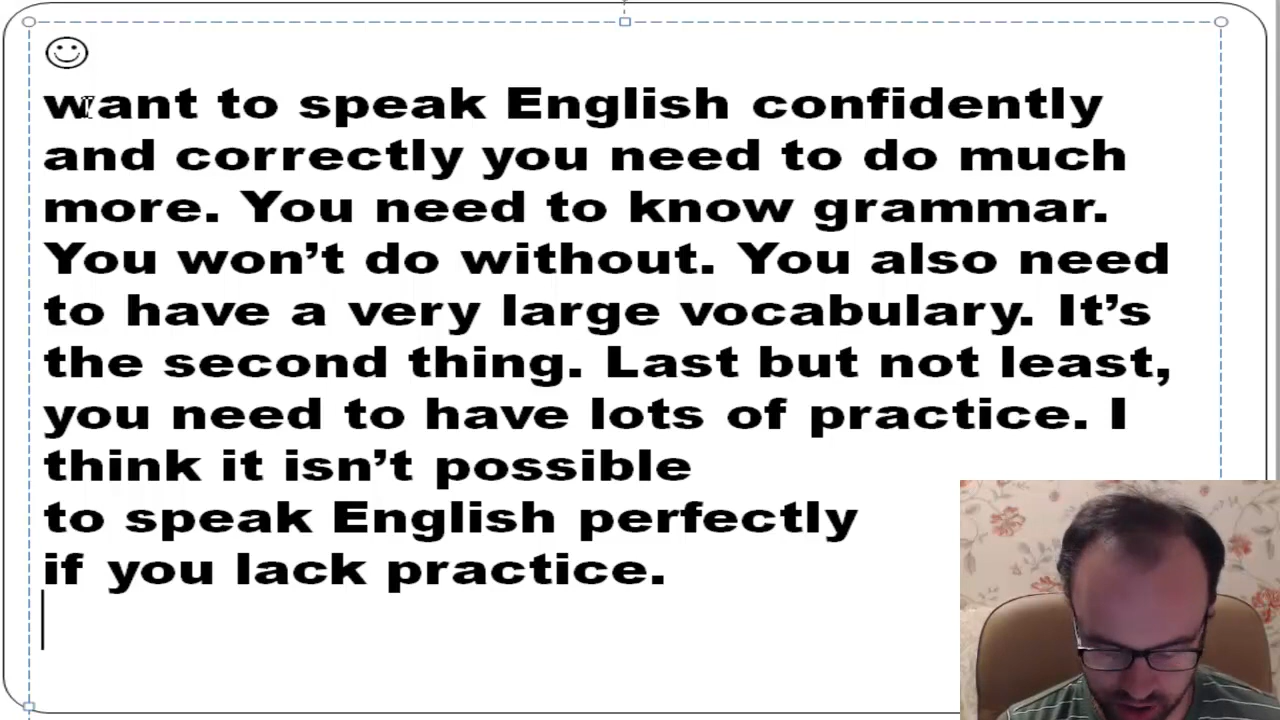 want to speak English confidently
and correctly you need to do much
more. You need to know grammar.
You won’t do without. You also need
to have a very large vocabulary. It’s
the second thing. Last but not least,
you need to have lots of practice. I
think it isn’t possible
to speak English perfectly
if you lack practice.